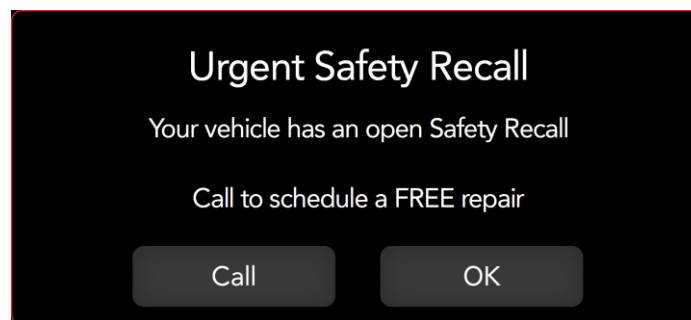 Urgent Safety Recall
Your vehicle has an open Safety Recall
Call to schedule a FREE repair
Call
OK